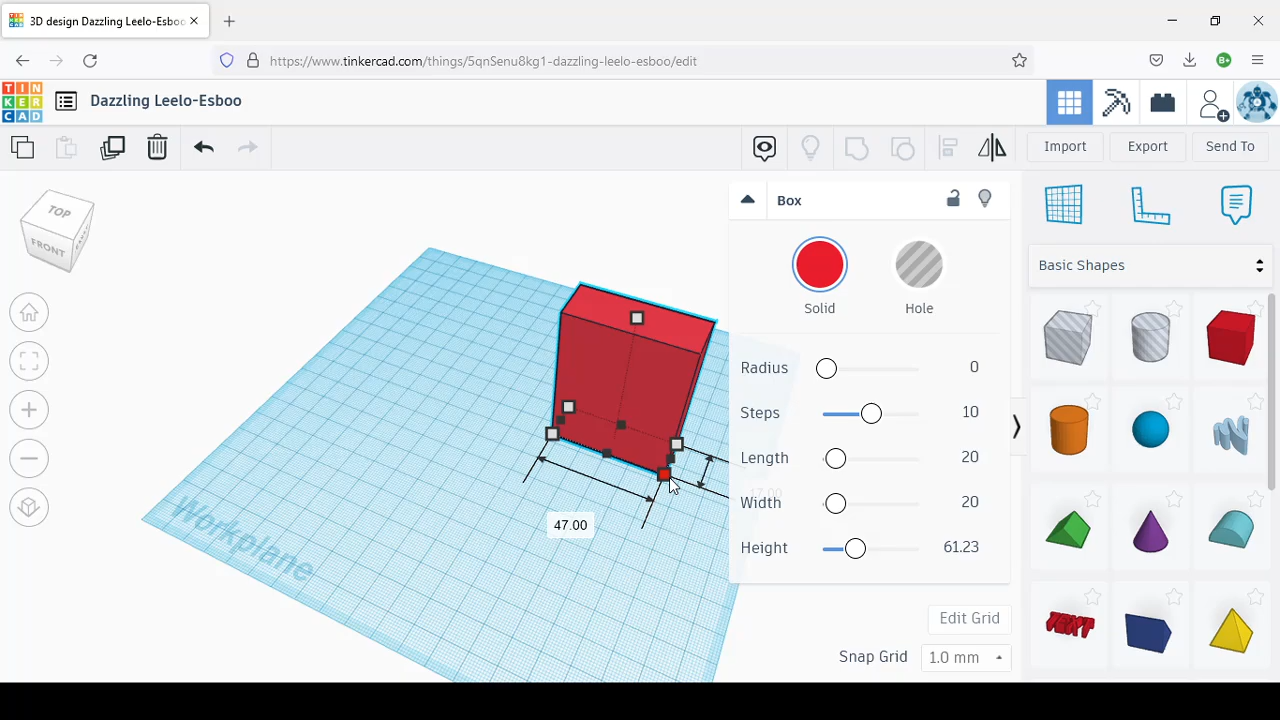 3D design Dazzling Leelo-Esboo
https://www.tinkercad.com/things/5qnSenu8kg1-dazzling-leelo-esboo/edit
B+
TIN
KER
CAD
Dazzling Leelo-Esboo
Import
Export
Send To
TOP
FRONT
Box
Solid
Hole
Basic Shapes
Radius 0
Steps 10
Length 20
Width 20
Height 61.23
47.00
Workplane
TEXT
Edit Grid
Snap Grid 1.0 mm